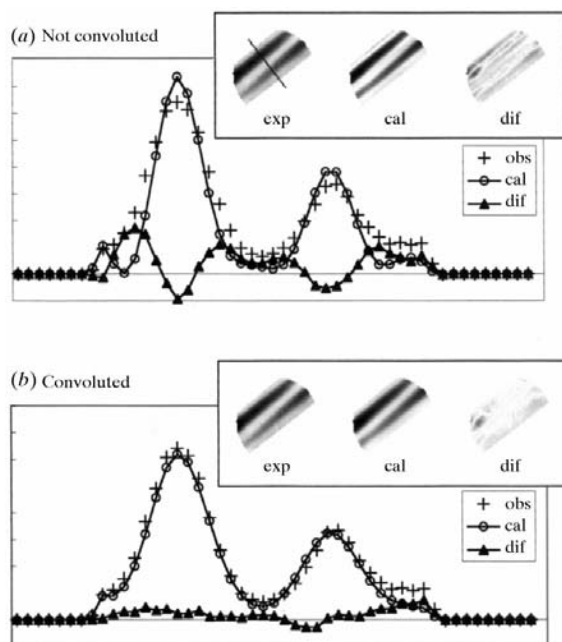 (a) Not convoluted
exp cal dif
obs
cal
dif
(b) Convoluted
exp cal dif
obs
cal
dif